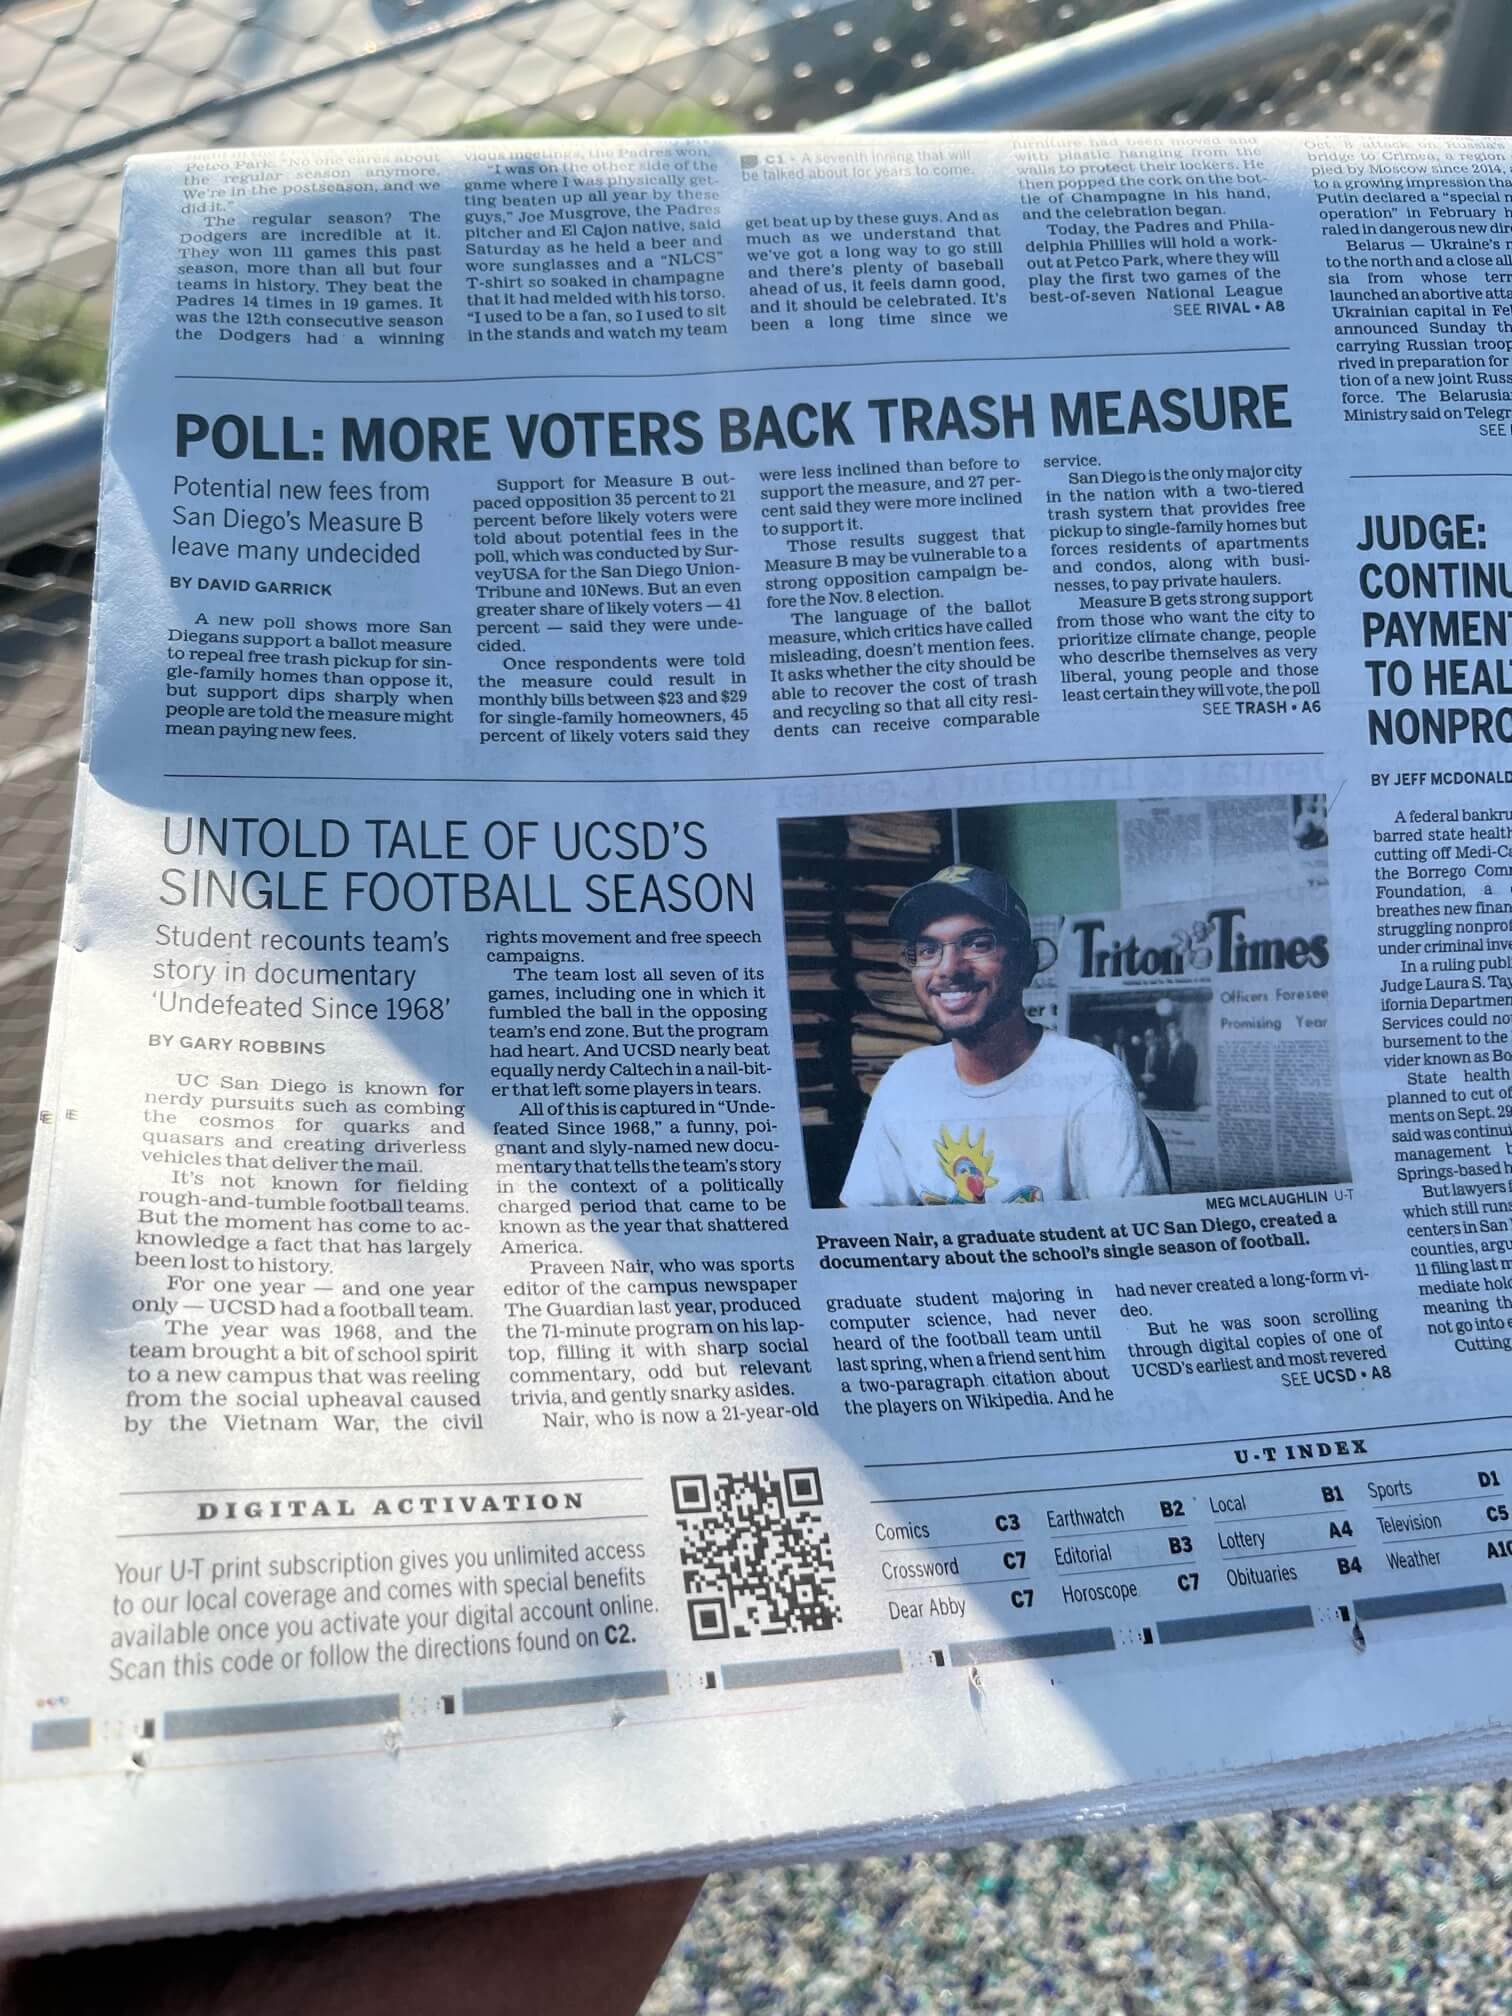 Petco Park. "No one cares about
the regular season anymore.
We're in the postseason, and we
did it."
The regular season? The
Dodgers are incredible at it.
They won 111 games this past
season, more than all but four
teams in history. They beat the
Padres 14 times in 19 games. It
was the 12th consecutive season
the Dodgers had a winning
vious meetings, the Padres won.
"I was on the other side of the
game where I was physically get-
ting beaten up all year by these
guys," Joe Musgrove, the Padres
pitcher and El Cajon native, said
Saturday as he held a beer and
wore sunglasses and a "NLCS"
T-shirt so soaked in champagne
that it had melded with his torso.
"I used to be a fan, so I used to sit
in the stands and watch my team
C1 • A seventh inning that will
be talked about for years to come.
get beat up by these guys. And as
much as we understand that
we've got a long way to go still
and there's plenty of baseball
ahead of us, it feels damn good,
and it should be celebrated. It's
been a long time since we
furniture had been moved and
with plastic hanging from the
walls to protect their lockers. He
then popped the cork on the bot-
tle of Champagne in his hand,
and the celebration began.
Today, the Padres and Phila-
delphia Phillies will hold a work-
out at Petco Park, where they will
play the first two games of the
best-of-seven National League
SEE RIVAL • A8
Oct. 8 attack on Russia's
bridge to Crimea, a region
pied by Moscow since 2014,
to a growing impression tha
Putin declared a "special m
operation" in February
raled in dangerous new dire
Belarus — Ukraine's n
to the north and a close all
sia from whose terr
launched an abortive atta
Ukrainian capital in Feb
announced Sunday th
carrying Russian troop
rived in preparation for
tion of a new joint Russ
force. The Belarusia
Ministry said on Telegr
SEE
POLL: MORE VOTERS BACK TRASH MEASURE
Potential new fees from
San Diego's Measure B
leave many undecided
BY DAVID GARRICK
A new poll shows more San
Diegans support a ballot measure
to repeal free trash pickup for sin-
gle-family homes than oppose it,
but support dips sharply when
people are told the measure might
mean paying new fees.
Support for Measure B out-
paced opposition 35 percent to 21
percent before likely voters were
told about potential fees in the
poll, which was conducted by Sur-
veyUSA for the San Diego Union-
Tribune and 10News. But an even
greater share of likely voters — 41
percent — said they were unde-
cided.
Once respondents were told
the measure could result in
monthly bills between $23 and $29
for single-family homeowners, 45
percent of likely voters said they
were less inclined than before to
support the measure, and 27 per-
cent said they were more inclined
to support it.
Those results suggest that
Measure B may be vulnerable to a
strong opposition campaign be-
fore the Nov. 8 election.
The language of the ballot
measure, which critics have called
misleading, doesn't mention fees.
It asks whether the city should be
able to recover the cost of trash
and recycling so that all city resi-
dents can receive comparable
service.
San Diego is the only major city
in the nation with a two-tiered
trash system that provides free
pickup to single-family homes but
forces residents of apartments
and condos, along with busi-
nesses, to pay private haulers.
Measure B gets strong support
from those who want the city to
prioritize climate change, people
who describe themselves as very
liberal, young people and those
least certain they will vote, the poll
SEE TRASH • A6
JUDGE:
CONTINU
PAYMENT
TO HEAL
NONPRO
BY JEFF MCDONALD
A federal bankru
barred state health
cutting off Medi-Ca
the Borrego Comm
Foundation, a
breathes new finan
struggling nonprof
under criminal inve
In a ruling publi
Judge Laura S. Tay
ifornia Departmen
Services could no
bursement to the
vider known as Bo
State health
planned to cut of
ments on Sept. 29
said was continui
management b
Springs-based h
But lawyers f
which still runs
centers in San
counties, argu
11 filing last m
mediate hold
meaning th
not go into e
Cutting
UNTOLD TALE OF UCSD'S
SINGLE FOOTBALL SEASON
Student recounts team's
story in documentary
'Undefeated Since 1968'
BY GARY ROBBINS
UC San Diego is known for
nerdy pursuits such as combing
the cosmos for quarks and
quasars and creating driverless
vehicles that deliver the mail.
It's not known for fielding
rough-and-tumble football teams.
But the moment has come to ac-
knowledge a fact that has largely
been lost to history.
For one year — and one year
only — UCSD had a football team.
The year was 1968, and the
team brought a bit of school spirit
to a new campus that was reeling
from the social upheaval caused
by the Vietnam War, the civil
rights movement and free speech
campaigns.
The team lost all seven of its
games, including one in which it
fumbled the ball in the opposing
team's end zone. But the program
had heart. And UCSD nearly beat
equally nerdy Caltech in a nail-bit-
er that left some players in tears.
All of this is captured in "Unde-
feated Since 1968," a funny, poi-
gnant and slyly-named new docu-
mentary that tells the team's story
in the context of a politically
charged period that came to be
known as the year that shattered
America.
Praveen Nair, who was sports
editor of the campus newspaper
The Guardian last year, produced
the 71-minute program on his lap-
top, filling it with sharp social
commentary, odd but relevant
trivia, and gently snarky asides.
Nair, who is now a 21-year-old
Triton Times
Officers Foresee
Promising Year
MEG MCLAUGHLIN U-T
Praveen Nair, a graduate student at UC San Diego, created a
documentary about the school's single season of football.
graduate student majoring in
computer science, had never
heard of the football team until
last spring, when a friend sent him
a two-paragraph citation about
the players on Wikipedia. And he
had never created a long-form vi-
deo.
But he was soon scrolling
through digital copies of one of
UCSD's earliest and most revered
SEE UCSD • A8
DIGITAL ACTIVATION
Your U-T print subscription gives you unlimited access
to our local coverage and comes with special benefits
available once you activate your digital account online.
Scan this code or follow the directions found on C2.
U-T INDEX
Comics C3
Crossword C7
Dear Abby C7
Earthwatch B2
Editorial B3
Horoscope C7
Local B1
Lottery A4
Obituaries B4
Sports D1
Television C5
Weather A10